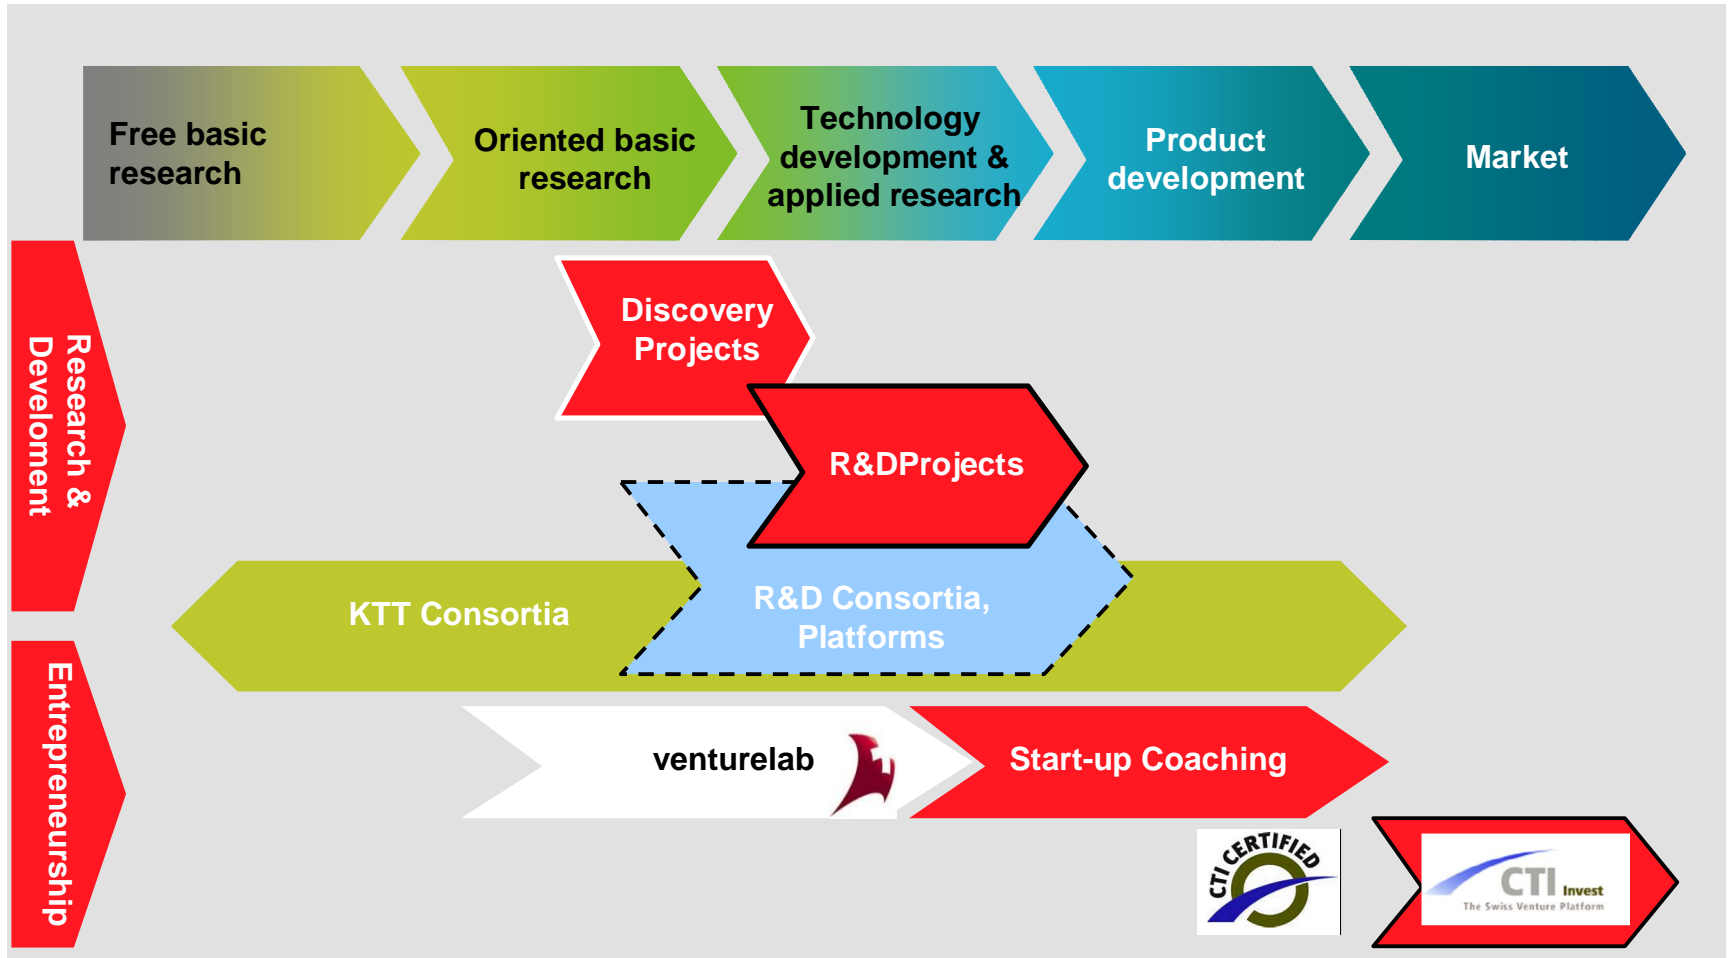 Free basic
research
Oriented basic
research
Technology
development &
applied research
Product
development
Market
Research &
Develoment
Discovery
Projects
R&DProjects
KTT Consortia
R&D Consortia,
Platforms
Entrepreneurship
venturelab
Start-up Coaching
CTI CERTIFIED
CTI Invest
The Swiss Venture Platform